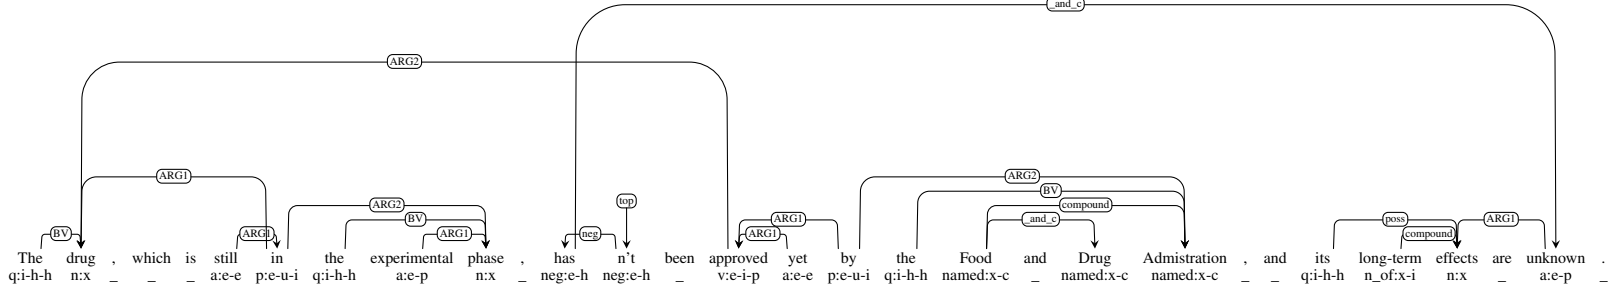 _and_c
ARG2
ARG1 ARG2
top
ARG2 BV compound
BV ARG1 BV ARG1 neg ARG1 ARG1 _and_c poss compound ARG1
The drug , which is still in the experimental phase , has n't been approved yet by the Food and Drug Admistration , and its long-term effects are unknown .
q:i-h-h n:x _ _ _ a:e-e p:e-u-i q:i-h-h a:e-p n:x _ neg:e-h neg:e-h _ v:e-i-p a:e-e p:e-u-i q:i-h-h named:x-c _ named:x-c named:x-c _ _ q:i-h-h n_of:x-i n:x _ a:e-p _